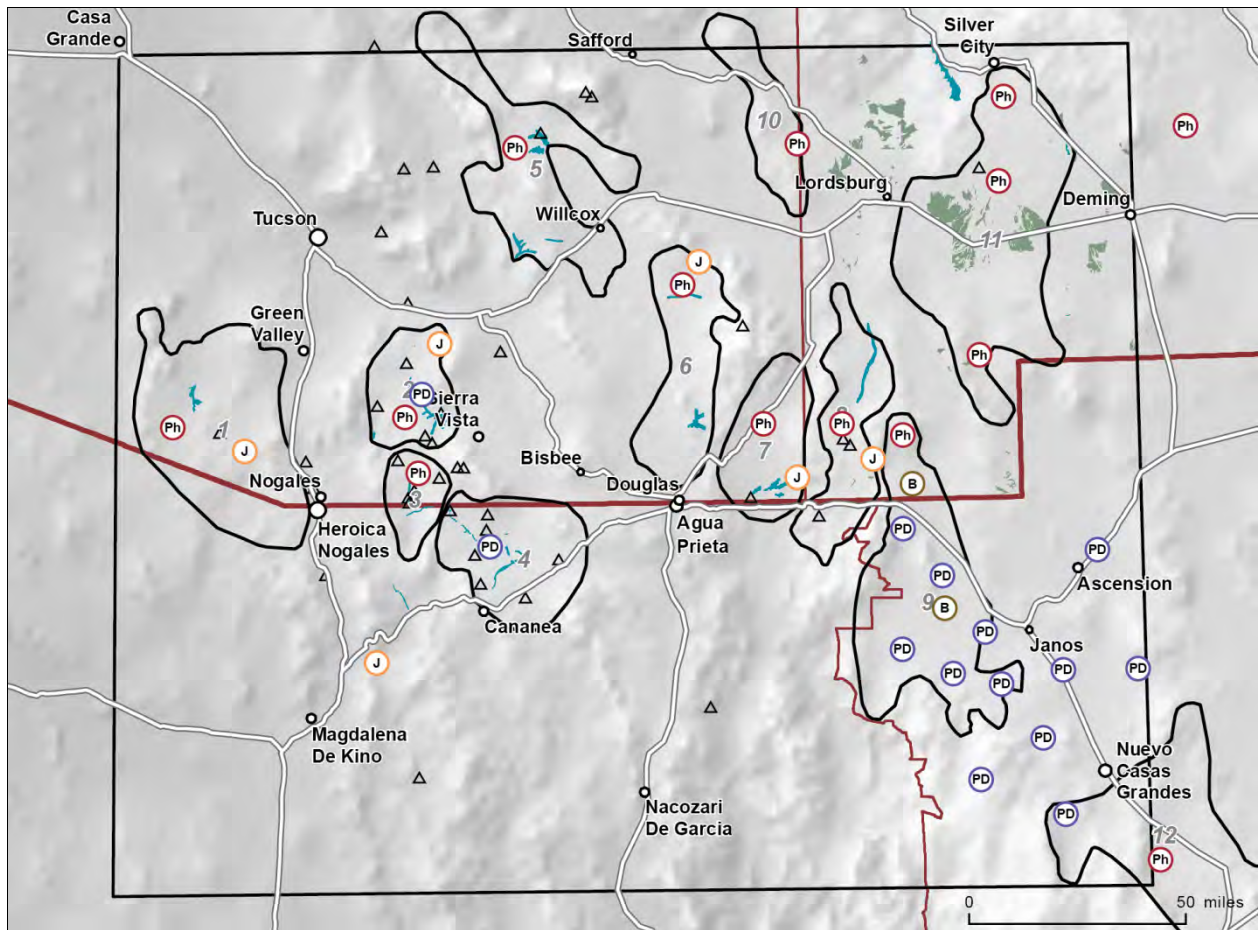 Casa
Grande
Safford
Silver
City
Ph
Ph
10
Ph
Ph
5
Lordsburg
Ph
Deming
Tucson
Willcox
11
J
Ph
Green
Valley
J
Ph
2
PD
Sierra
Vista
Ph
6
Ph
1
J
Ph
7
Ph
8
Ph
J
Bisbee
Nogales
Ph
3
Douglas
J
B
Heroica
Nogales
Agua
Prieta
PD
PD
4
PD
Ascension
PD
9
B
Cananea
PD
Janos
J
PD
PD
PD
PD
PD
Magdalena
De Kino
PD
Nuevo
Casas
Grandes
PD
Nacozari
De Garcia
PD
12
Ph
0 50 miles